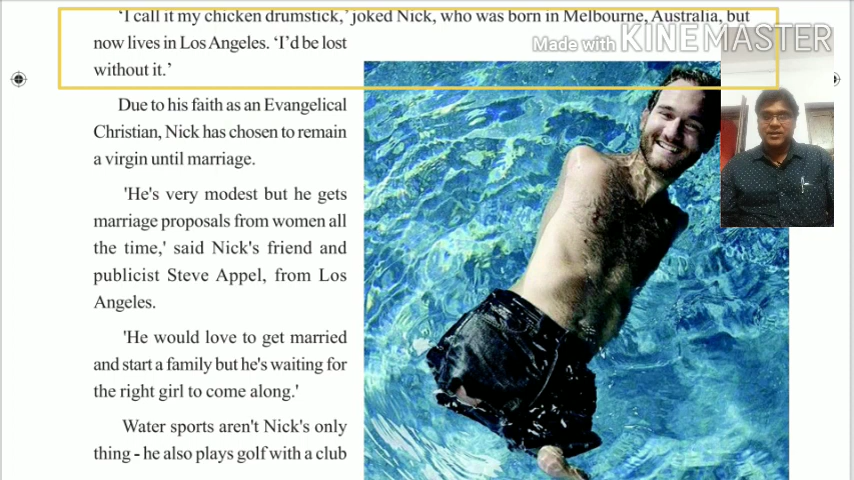 ‘I call it my chicken drumstick,’ joked Nick, who was born in Melbourne, Australia, but
now lives in Los Angeles. ‘I’d be lost
without it.’
Made with KINEMASTER
Due to his faith as an Evangelical
Christian, Nick has chosen to remain
a virgin until marriage.
'He's very modest but he gets
marriage proposals from women all
the time,' said Nick's friend and
publicist Steve Appel, from Los
Angeles.
'He would love to get married
and start a family but he's waiting for
the right girl to come along.'
Water sports aren't Nick's only
thing - he also plays golf with a club